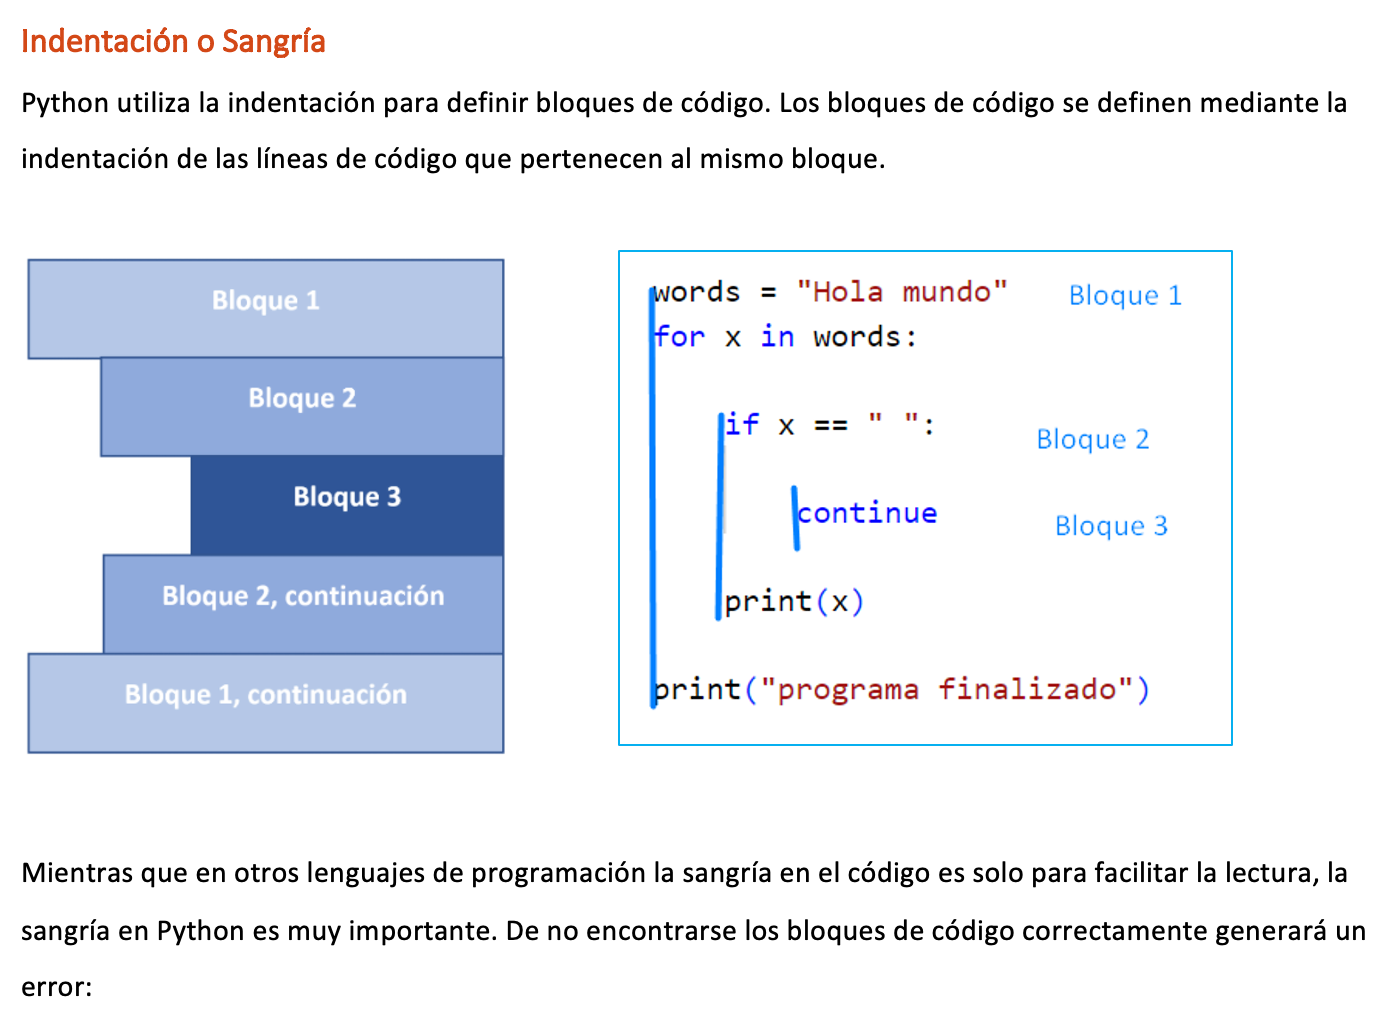 Indentación o Sangría
Python utiliza la indentación para definir bloques de código. Los bloques de código se definen mediante la
indentación de las líneas de código que pertenecen al mismo bloque.
Bloque 1
Bloque 2
Bloque 3
Bloque 2, continuación
Bloque 1, continuación
words = "Hola mundo" Bloque 1
for x in words:
if x == " ":
Bloque 2
continue
Bloque 3
print(x)
print("programa finalizado")
Mientras que en otros lenguajes de programación la sangría en el código es solo para facilitar la lectura, la
sangría en Python es muy importante. De no encontrarse los bloques de código correctamente generará un
error: